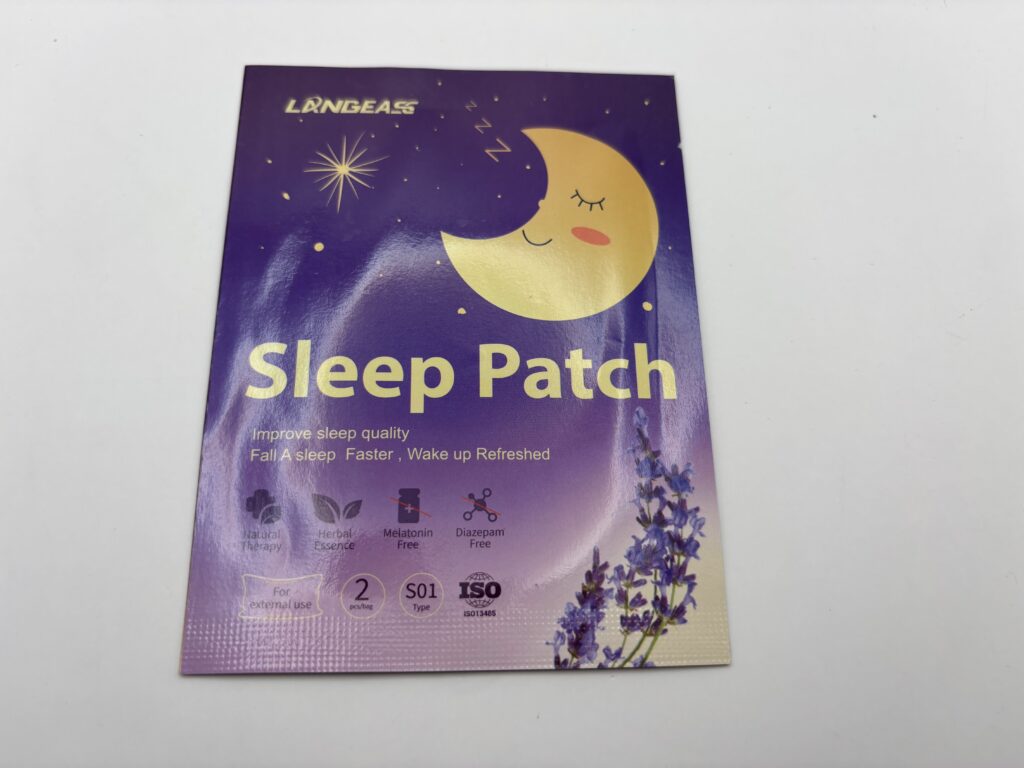 LANGEASE
z
z
z
Sleep Patch
Improve sleep quality
Fall A sleep Faster , Wake up Refreshed
Natural
Therapy
Herbal
Essence
Melatonin
Free
Diazepam
Free
For
external use
2
pcs/bag
S01
Type
ISO
ISO13485